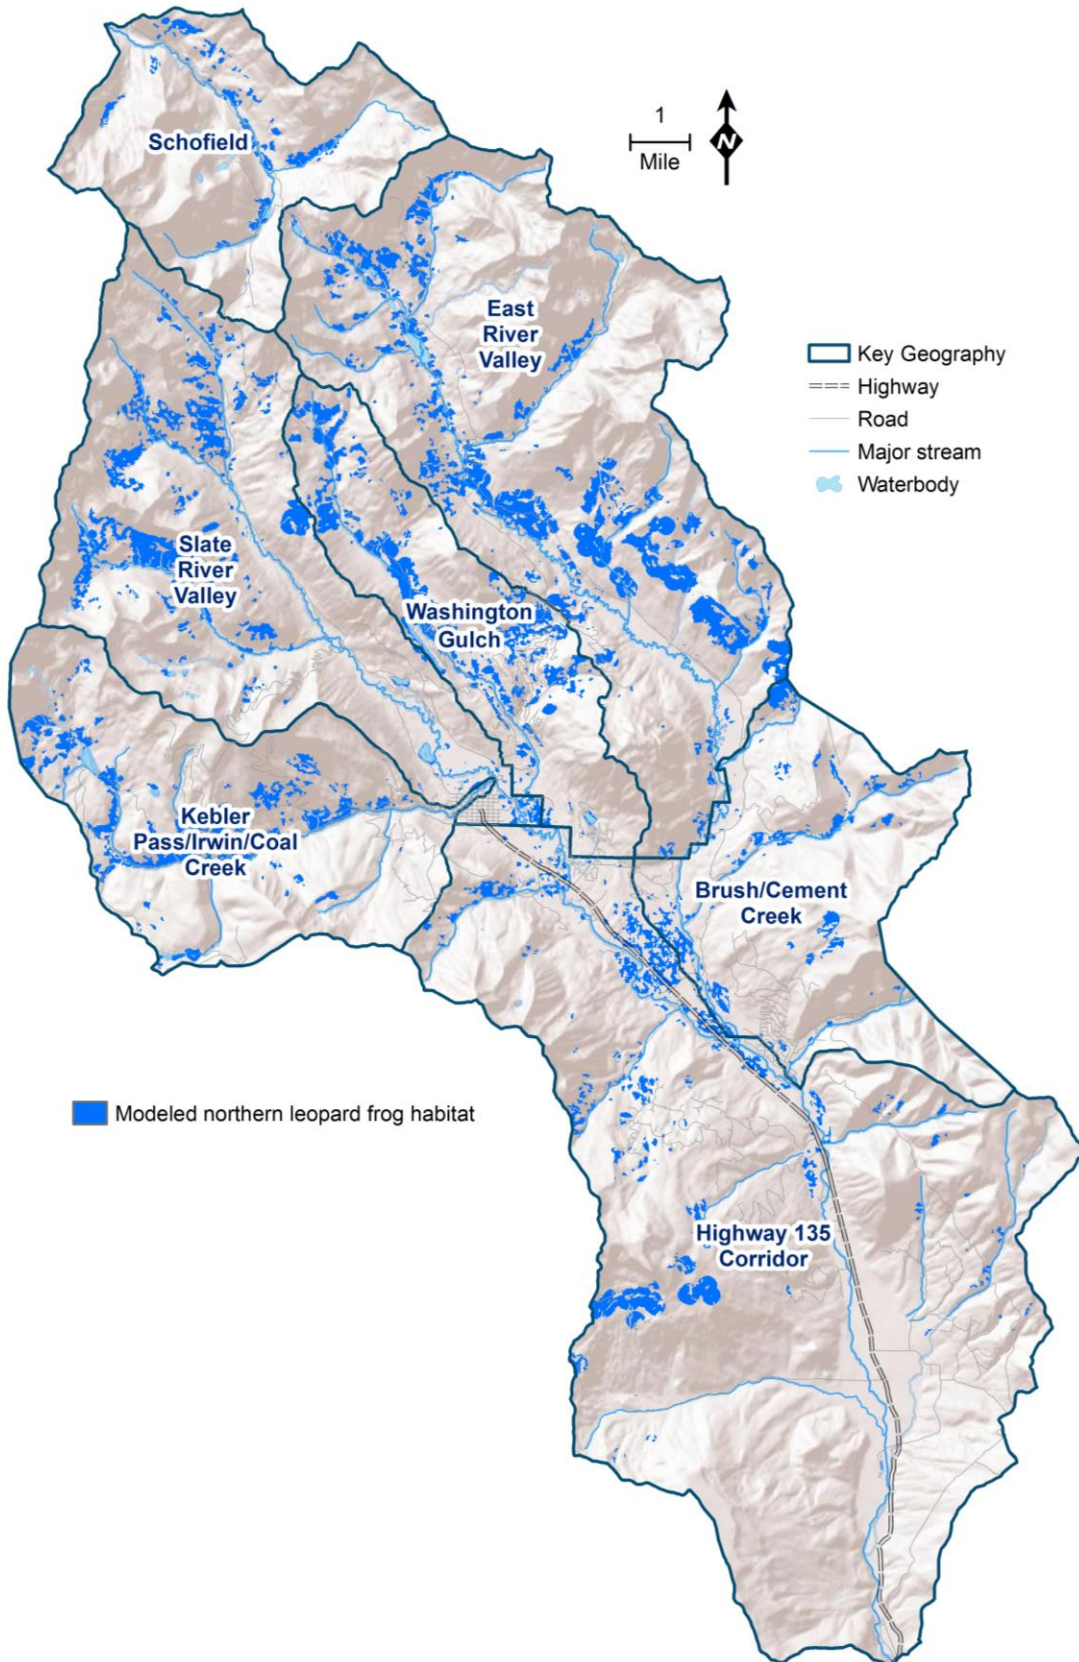 1
Mile
N
Schofield
East
River
Valley
Key Geography
Highway
Road
Major stream
Waterbody
Slate
River
Valley
Washington
Gulch
Kebler
Pass/Irwin/Coal
Creek
Brush/Cement
Creek
Modeled northern leopard frog habitat
Highway 135
Corridor